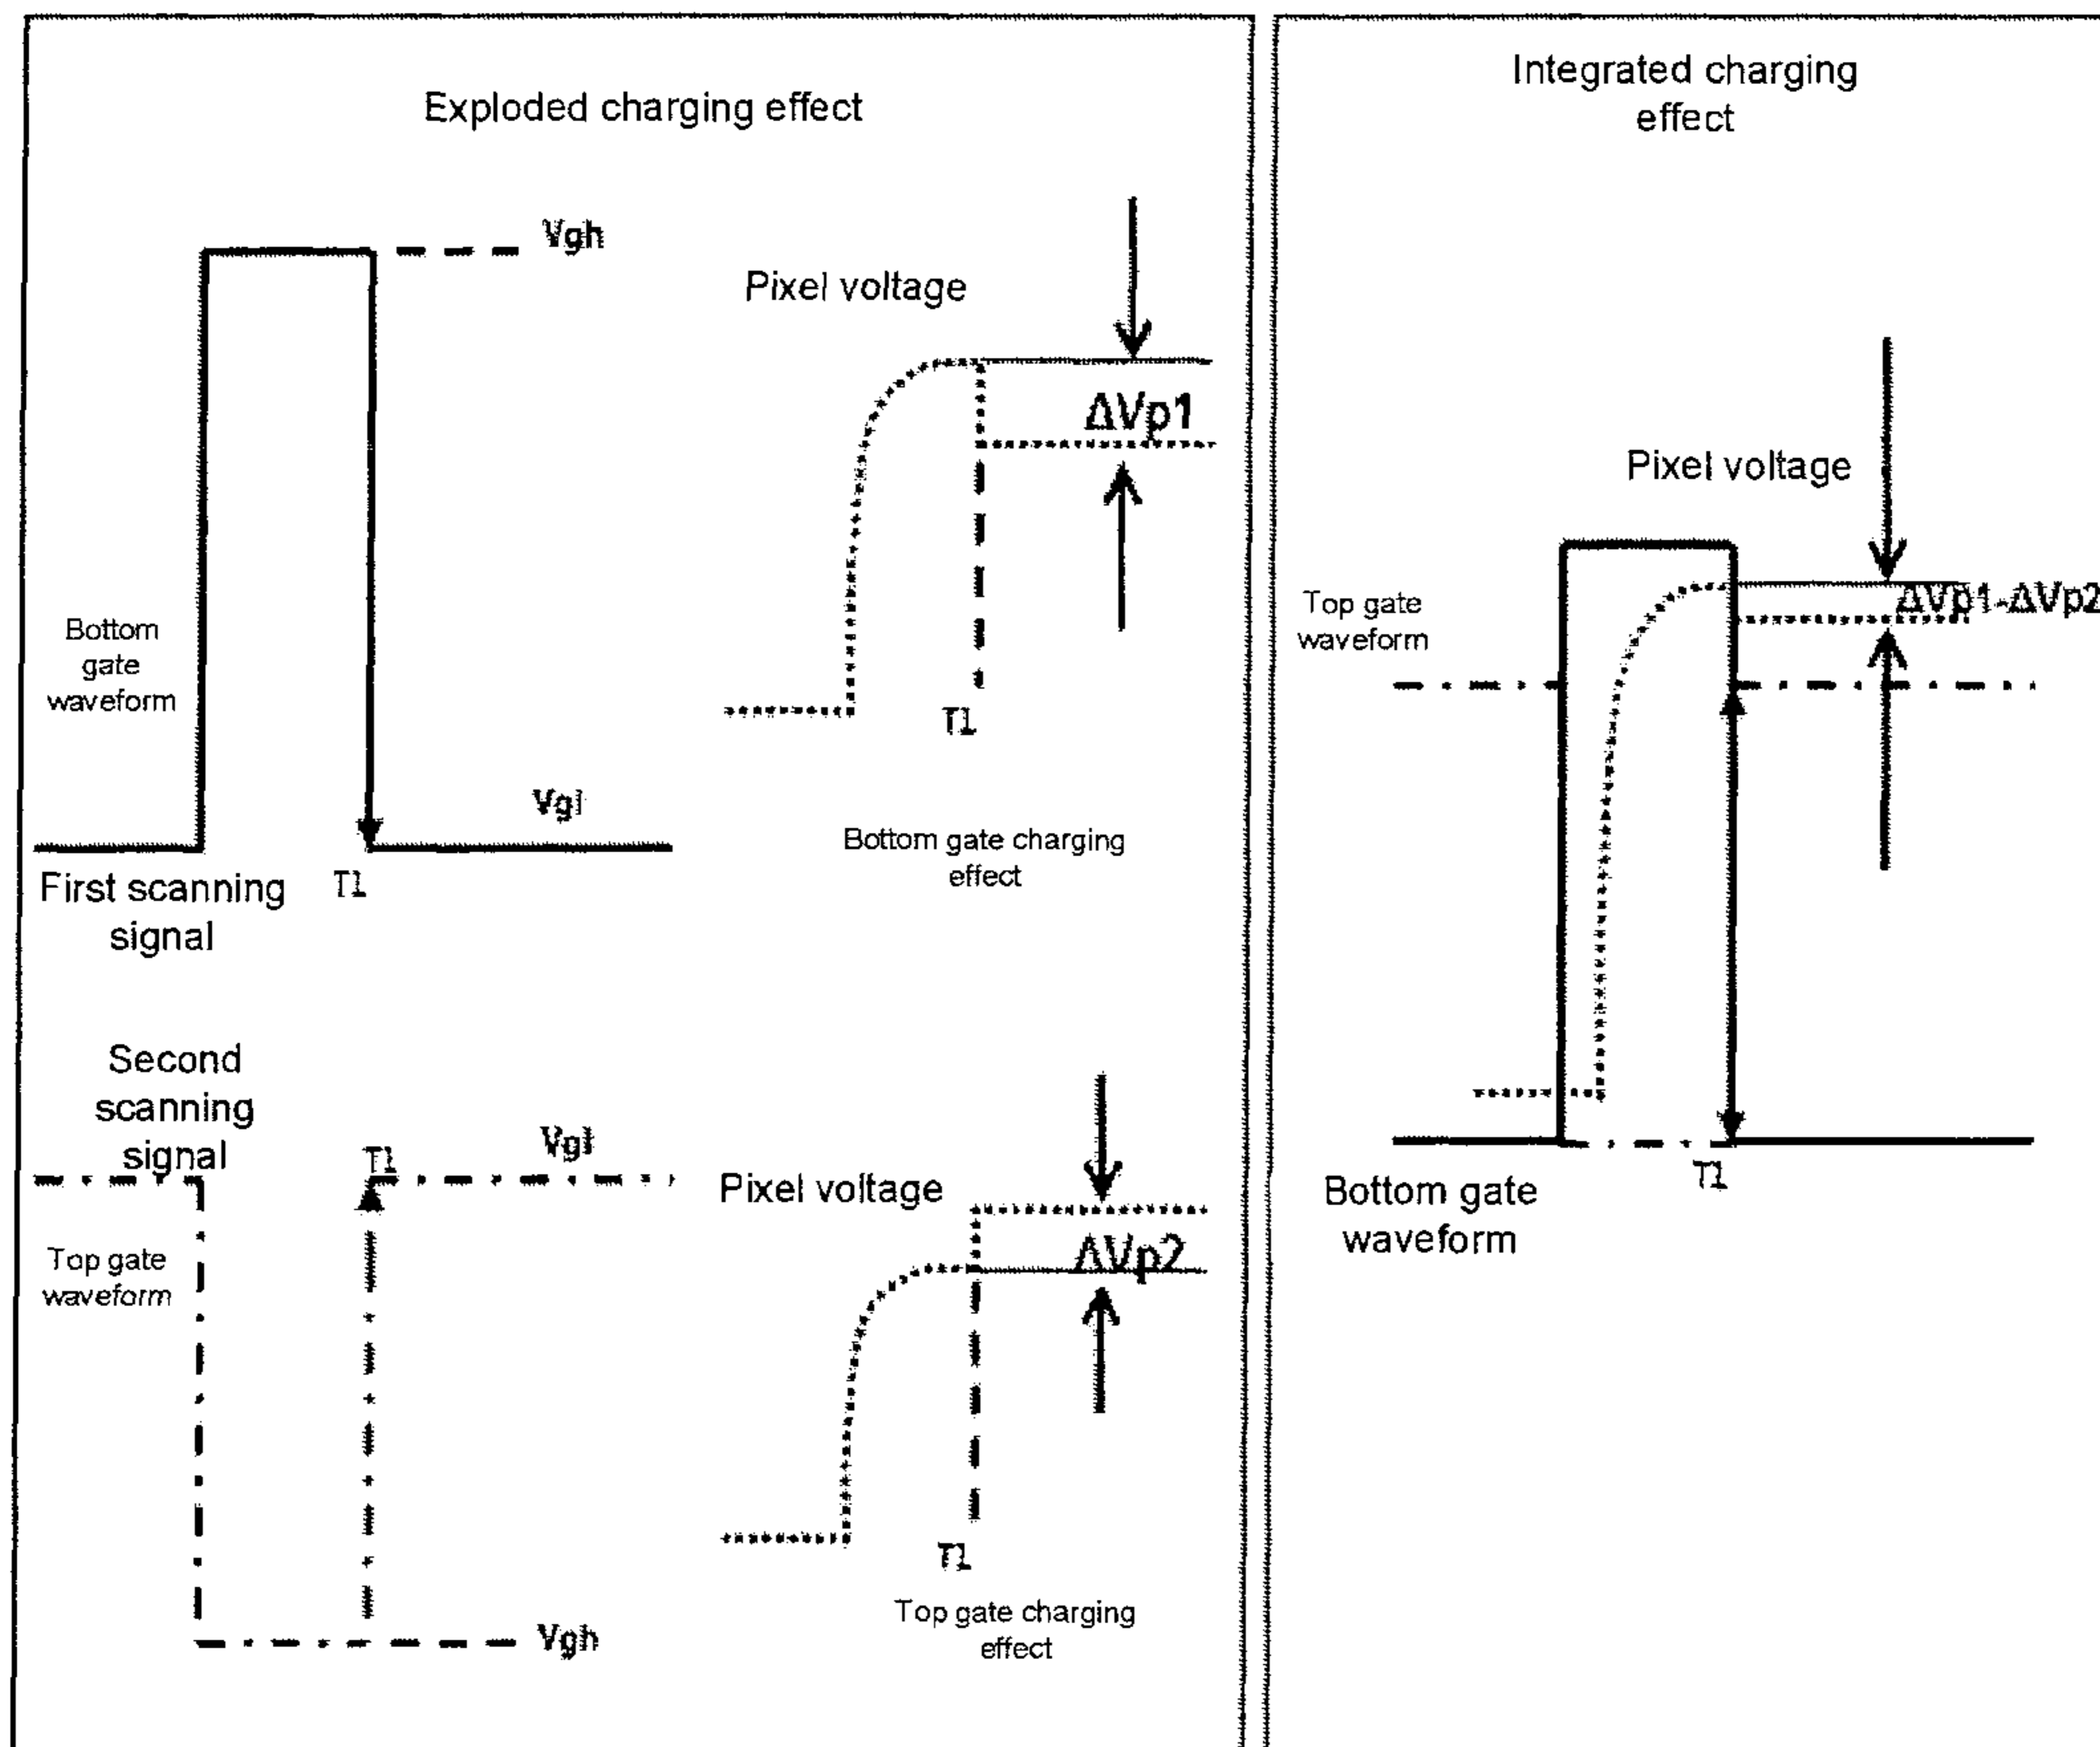 Exploded charging effect
Vgh
Pixel voltage
ΔVp1
Bottom
gate
waveform
T1
Vgl
Bottom gate charging
effect
First scanning
signal
T1
Second
scanning
signal
T1
Vgl
Pixel voltage
Top gate
waveform
ΔVp2
T1
Vgh
Top gate charging
effect
Integrated charging
effect
Pixel voltage
Top gate
waveform
ΔVp1-ΔVp2
T1
Bottom gate
waveform